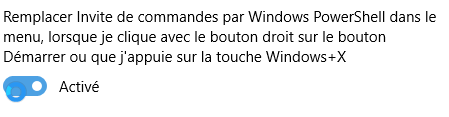 Remplacer Invite de commandes par Windows PowerShell dans le
menu, lorsque je clique avec le bouton droit sur le bouton
Démarrer ou que j'appuie sur la touche Windows+X
Activé